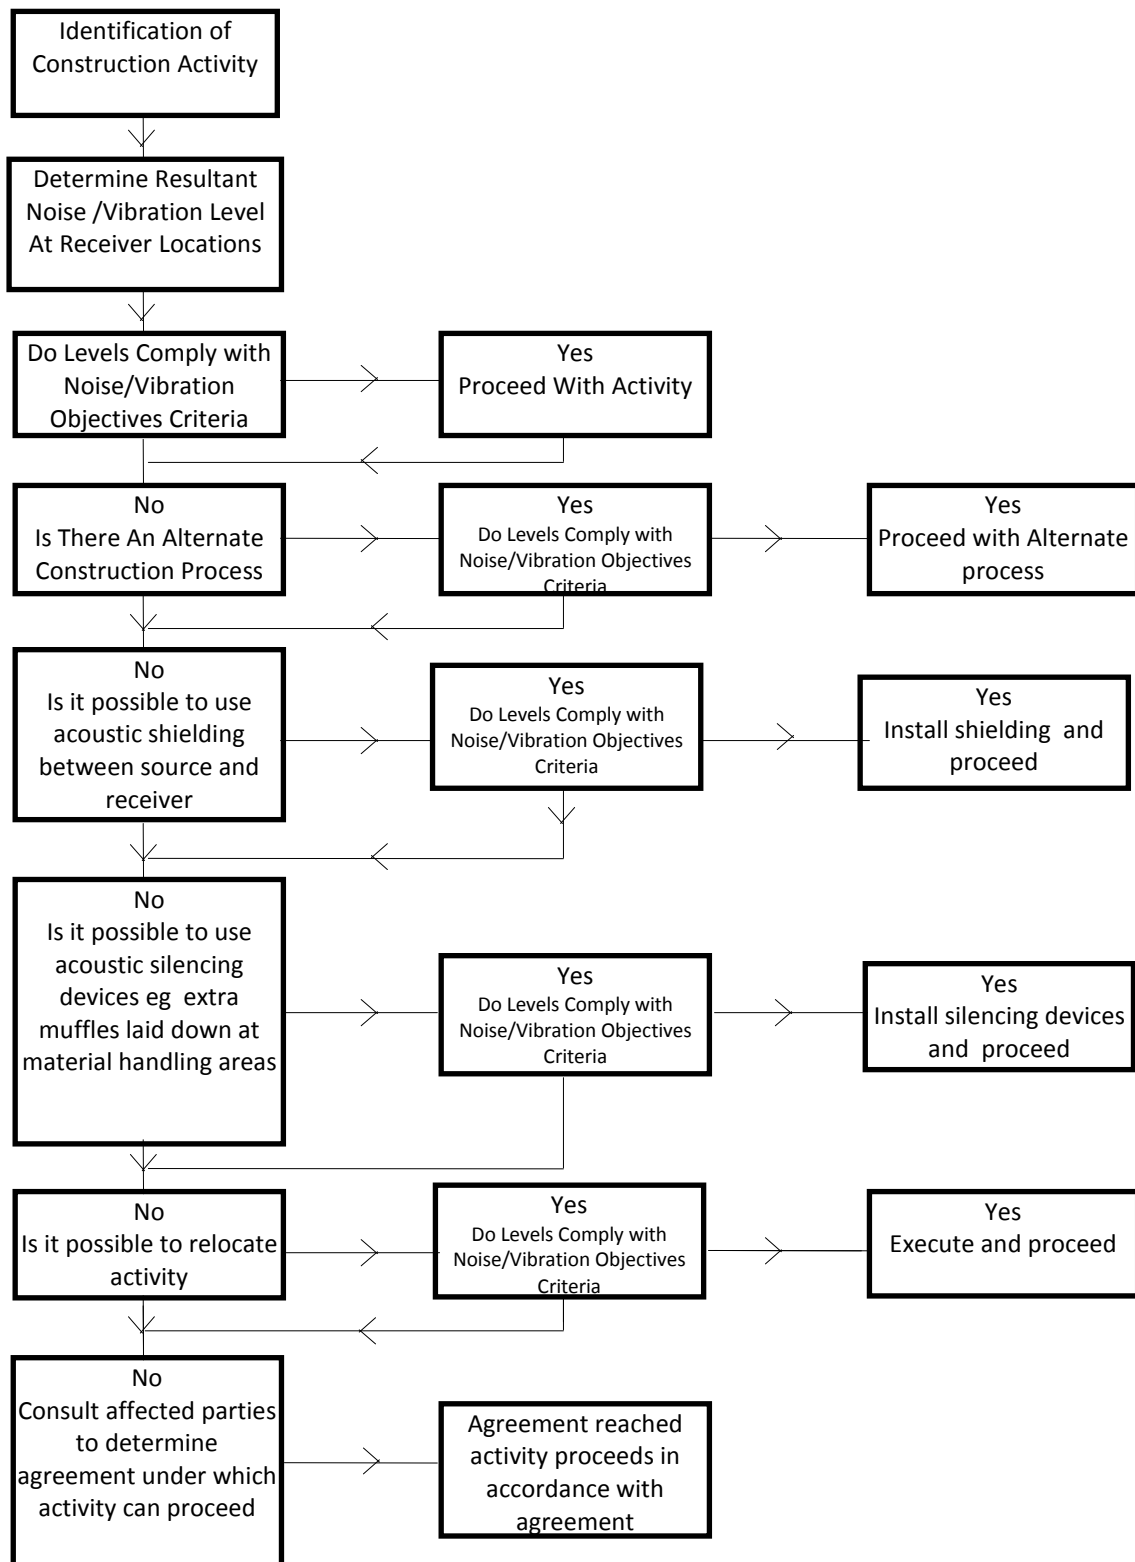 Identification of
Construction Activity
Determine Resultant
Noise /Vibration Level
At Receiver Locations
Do Levels Comply with
Noise/Vibration
Objectives Criteria
Yes
Proceed With Activity
No
Is There An Alternate
Construction Process
Yes
Do Levels Comply with
Noise/Vibration Objectives
Criteria
Yes
Proceed with Alternate
process
No
Is it possible to use
acoustic shielding
between source and
receiver
Yes
Do Levels Comply with
Noise/Vibration Objectives
Criteria
Yes
Install shielding and
proceed
No
Is it possible to use
acoustic silencing
devices eg extra
muffles laid down at
material handling areas
Yes
Do Levels Comply with
Noise/Vibration Objectives
Criteria
Yes
Install silencing devices
and proceed
No
Is it possible to relocate
activity
Yes
Do Levels Comply with
Noise/Vibration Objectives
Criteria
Yes
Execute and proceed
No
Consult affected parties
to determine
agreement under which
activity can proceed
Agreement reached
activity proceeds in
accordance with
agreement